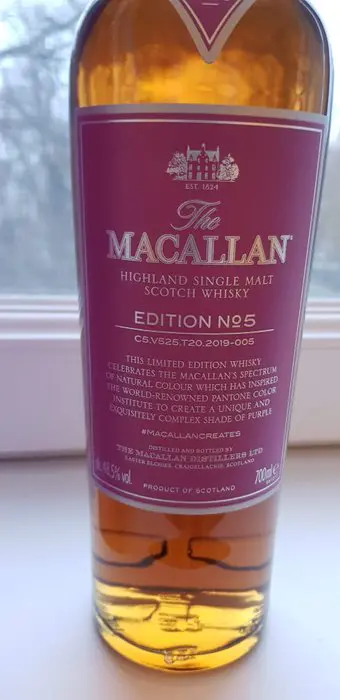 EST. 1824
The
MACALLAN
HIGHLAND SINGLE MALT
SCOTCH WHISKY
EDITION Nº5
C5.V525.T20.2019-005
THIS LIMITED EDITION WHISKY
CELEBRATES THE MACALLAN'S SPECTRUM
OF NATURAL COLOUR WHICH HAS INSPIRED
THE WORLD-RENOWNED PANTONE COLOR
INSTITUTE TO CREATE A UNIQUE AND
EXQUISITELY COMPLEX SHADE OF PURPLE
#MACALLANCREATES
DISTILLED AND BOTTLED BY
THE MACALLAN DISTILLERS LTD
EASTER ELCHIES, CRAIGELLACHIE, SCOTLAND
48,5% vol. 700ml e
PRODUCT OF SCOTLAND